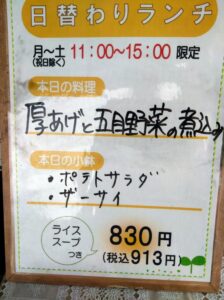 日替わりランチ
月～土 11:00～15:00 限定
(祝日除く)
本日の料理
厚あげと五目野菜の煮込み
本日の小鉢
・ポテトサラダ
・ザーサイ
ライス
スープ
つき
830円
(税込913円)